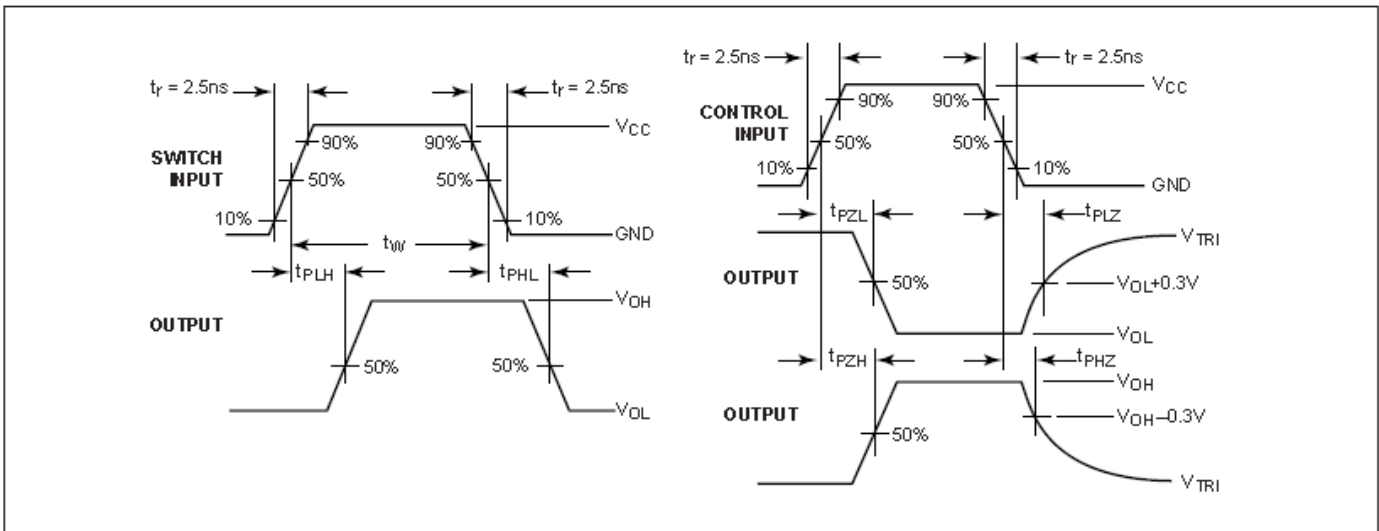 tr = 2.5ns
tr = 2.5ns
VCC
SWITCH
INPUT
90%
90%
50%
50%
10%
10%
GND
tW
tPLH
tPHL
OUTPUT
VOH
50%
50%
VOL
tr = 2.5ns
tr = 2.5ns
VCC
CONTROL
INPUT
90%
90%
50%
50%
10%
10%
GND
tPZL
tPLZ
VTRI
OUTPUT
50%
VOL+0.3V
VOL
tPZH
tPHZ
VOH
OUTPUT
VOH–0.3V
50%
VTRI